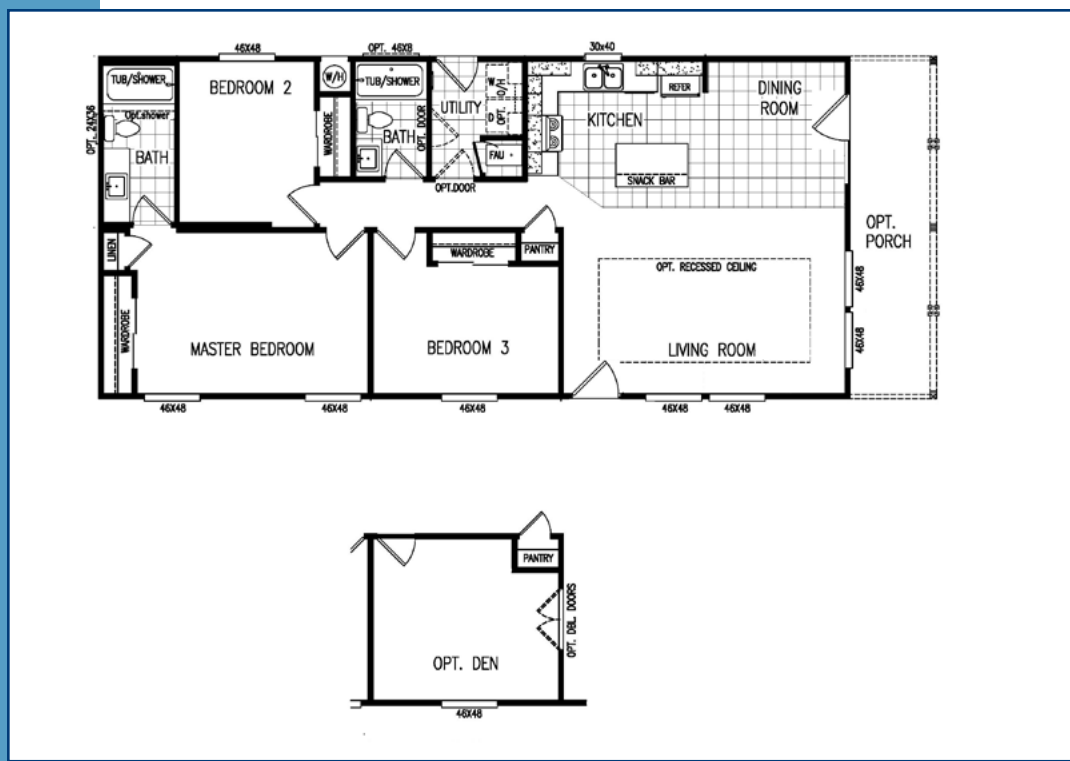 46X48
OPT. 46X8
30x40
TUB/SHOWER
BEDROOM 2
W/H
TUB/SHOWER
W
OPT. O/H
D
UTILITY
REFER
DINING
ROOM
KITCHEN
OPT. 24X36
Opt.shower
BATH
WARDROBE
BATH
OPT. DOOR
FAU
SNACK BAR
OPT.DOOR
OPT.
PORCH
LINEN
WARDROBE
PANTRY
OPT. RECESSED CEILING
46X48
WARDROBE
MASTER BEDROOM
BEDROOM 3
LIVING ROOM
46X48
46X48
46X48
46X48
46X48
46X48
PANTRY
OPT. DBL. DOORS
OPT. DEN
46X48